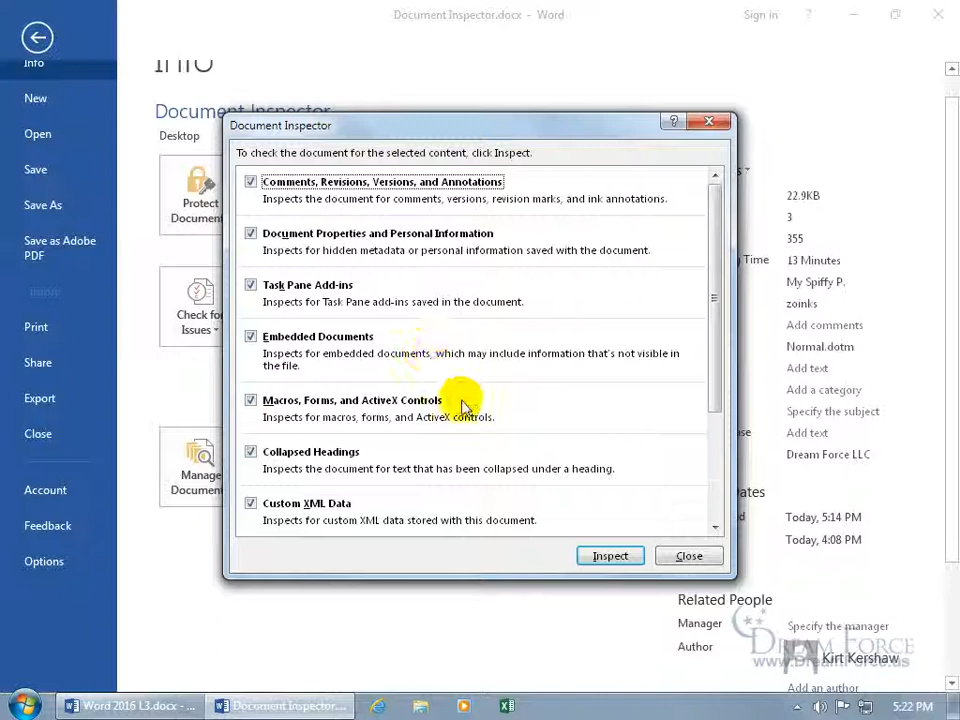 Document Inspector.docx - Word
Sign in
?
Info
Info
New
Document Inspector
Open
Desktop
Save
Protect
Document
Save As
Save as Adobe
PDF
Check for
Issues
Print
Share
Export
Close
Manage
Document
Account
Feedback
Options
Document Inspector
?
To check the document for the selected content, click Inspect.
Comments, Revisions, Versions, and Annotations
Inspects the document for comments, versions, revision marks, and ink annotations.
Document Properties and Personal Information
Inspects for hidden metadata or personal information saved with the document.
Task Pane Add-ins
Inspects for Task Pane add-ins saved in the document.
Embedded Documents
Inspects for embedded documents, which may include information that's not visible in
the file.
Macros, Forms, and ActiveX Controls
Inspects for macros, forms, and ActiveX controls.
Collapsed Headings
Inspects the document for text that has been collapsed under a heading.
Custom XML Data
Inspects for custom XML data stored with this document.
Inspect
Close
22.9KB
3
355
Time 13 Minutes
My Spiffy P.
zoinks
Add comments
Normal.dotm
Add text
Add a category
Specify the subject
Add text
Dream Force LLC
Today, 5:14 PM
Today, 4:08 PM
Related People
Manager
Specify the manager
Author
Kirt Kershaw
Add an author
DREAM FORCE
www.DreamForce.us
Word 2016 L3.docx - ...
Document Inspector...
5:22 PM